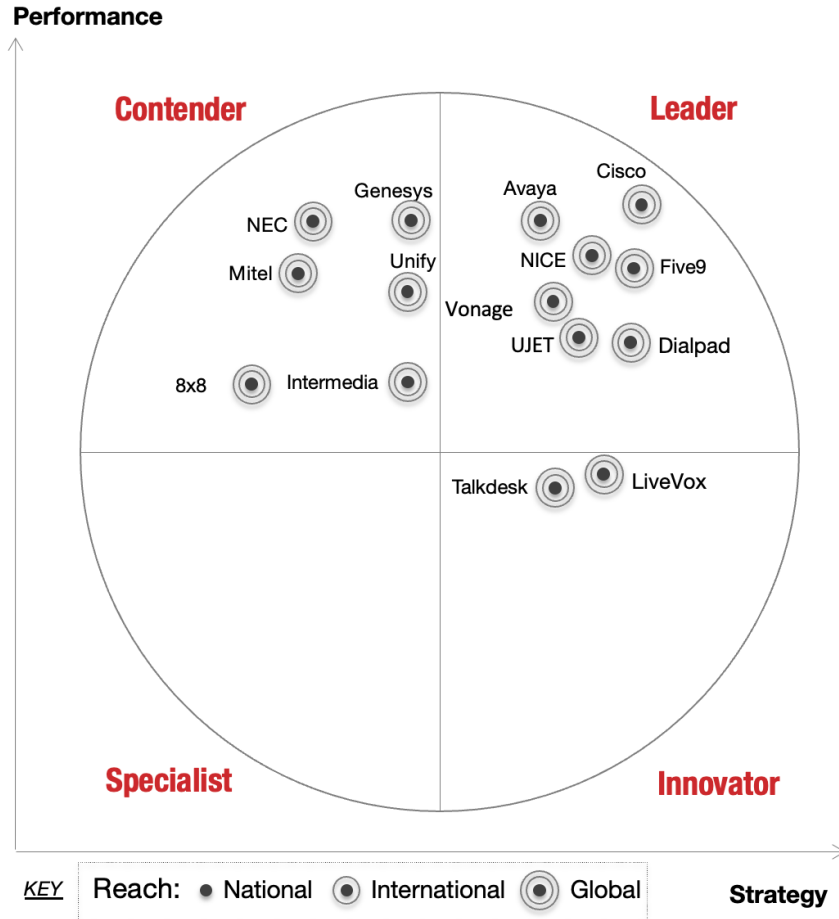 Performance
Contender
Leader
Cisco
Genesys
Avaya
NEC
NICE
Unify
Five9
Mitel
Vonage
UJET
Dialpad
8x8
Intermedia
Talkdesk
LiveVox
Specialist
Innovator
KEY Reach: National International Global
Strategy